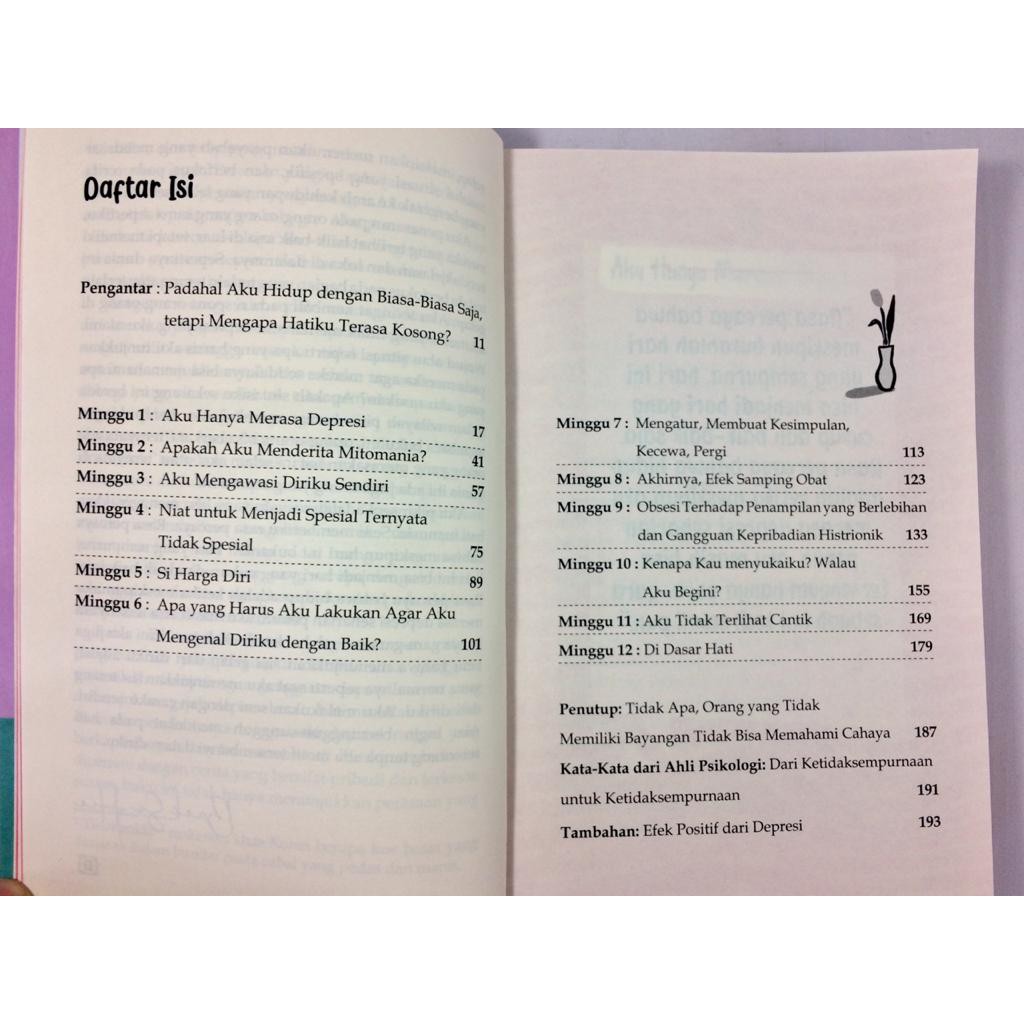 Daftar Isi
Pengantar : Padahal Aku Hidup dengan Biasa-Biasa Saja,
tetapi Mengapa Hatiku Terasa Kosong? 11
Minggu 1 : Aku Hanya Merasa Depresi 17
Minggu 2 : Apakah Aku Menderita Mitomania? 41
Minggu 3 : Aku Mengawasi Diriku Sendiri 57
Minggu 4 : Niat untuk Menjadi Spesial Ternyata
Tidak Spesial 75
Minggu 5 : Si Harga Diri 89
Minggu 6 : Apa yang Harus Aku Lakukan Agar Aku
Mengenal Diriku dengan Baik? 101
Minggu 7 : Mengatur, Membuat Kesimpulan,
Kecewa, Pergi 113
Minggu 8 : Akhirnya, Efek Samping Obat 123
Minggu 9 : Obsesi Terhadap Penampilan yang Berlebihan
dan Gangguan Kepribadian Histrionik 133
Minggu 10 : Kenapa Kau menyukaiku? Walau
Aku Begini? 155
Minggu 11 : Aku Tidak Terlihat Cantik 169
Minggu 12 : Di Dasar Hati 179
Penutup: Tidak Apa, Orang yang Tidak
Memiliki Bayangan Tidak Bisa Memahami Cahaya 187
Kata-Kata dari Ahli Psikologi: Dari Ketidaksempurnaan
untuk Ketidaksempurnaan 191
Tambahan: Efek Positif dari Depresi 193